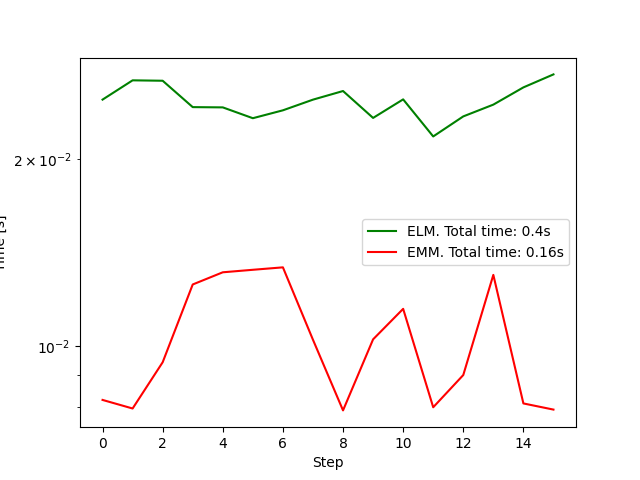 2 × 10⁻²
10⁻²
Time [s]
ELM. Total time: 0.4s
EMM. Total time: 0.16s
0 2 4 6 8 10 12 14
Step